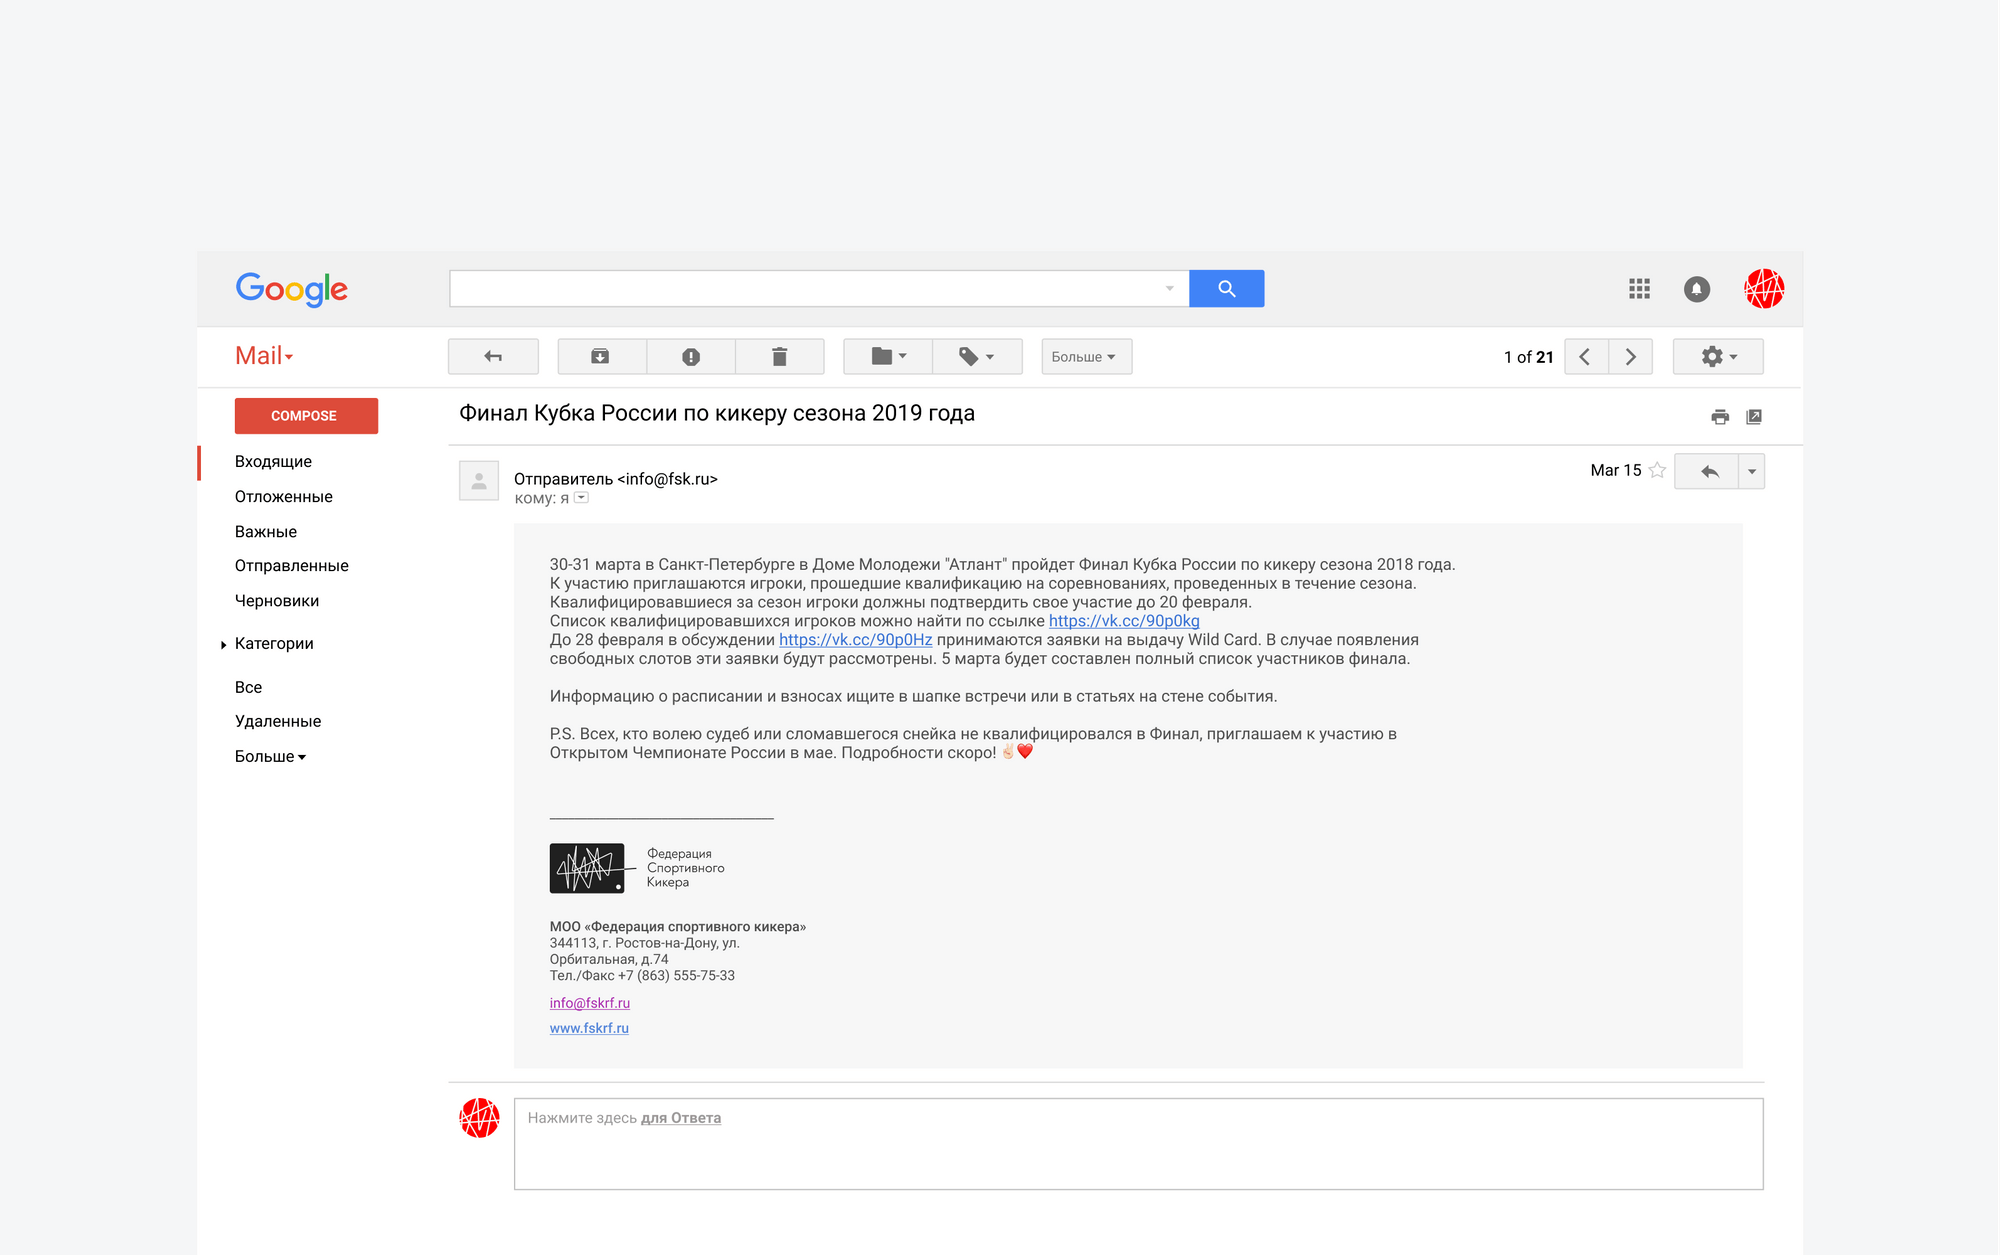 Google
Mail
Больше
1 of 21
COMPOSE
Входящие
Отложенные
Важные
Отправленные
Черновики
Категории
Все
Удаленные
Больше
Финал Кубка России по кикеру сезона 2019 года
Отправитель <info@fsk.ru>
кому: я
Mar 15
30-31 марта в Санкт-Петербурге в Доме Молодежи "Атлант" пройдет Финал Кубка России по кикеру сезона 2018 года.
К участию приглашаются игроки, прошедшие квалификацию на соревнованиях, проведенных в течение сезона.
Квалифицировавшиеся за сезон игроки должны подтвердить свое участие до 20 февраля.
Список квалифицировавшихся игроков можно найти по ссылке https://vk.cc/90p0kg
До 28 февраля в обсуждении https://vk.cc/90p0Hz принимаются заявки на выдачу Wild Card. В случае появления
свободных слотов эти заявки будут рассмотрены. 5 марта будет составлен полный список участников финала.
Информацию о расписании и взносах ищите в шапке встречи или в статьях на стене события.
P.S. Всех, кто волею судеб или сломавшегося снейка не квалифицировался в Финал, приглашаем к участию в
Открытом Чемпионате России в мае. Подробности скоро! ✌🏻❤️
Федерация
Спортивного
Кикера
МОО «Федерация спортивного кикера»
344113, г. Ростов-на-Дону, ул.
Орбитальная, д.74
Тел./Факс +7 (863) 555-75-33
info@fskrf.ru
www.fskrf.ru
Нажмите здесь для Ответа